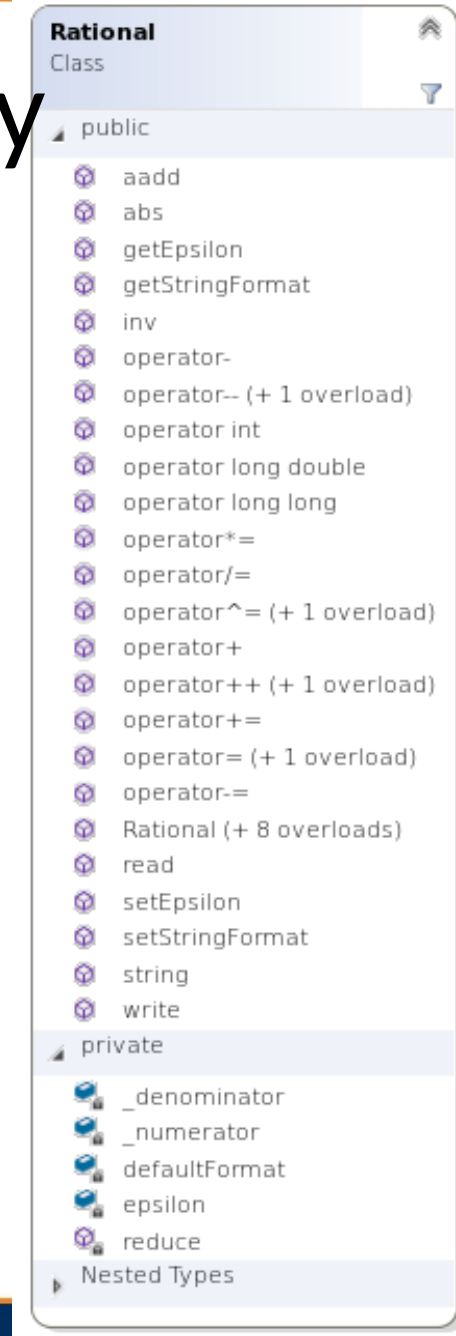 Rational
Class
y
public
aadd
abs
getEpsilon
getStringFormat
inv
operator-
operator-- (+ 1 overload)
operator int
operator long double
operator long long
operator*=
operator/=
operator^= (+ 1 overload)
operator+
operator++ (+ 1 overload)
operator+=
operator= (+ 1 overload)
operator-=
Rational (+ 8 overloads)
read
setEpsilon
setStringFormat
string
write
private
_denominator
_numerator
defaultFormat
epsilon
reduce
Nested Types